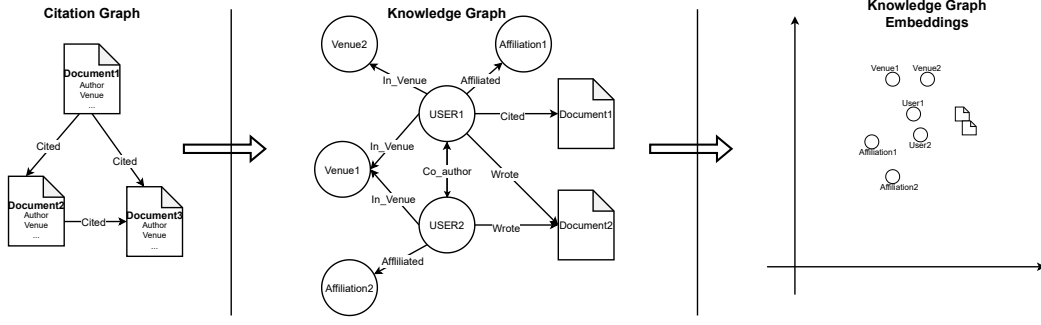 Citation Graph
Document1
Author
Venue
...
Cited
Cited
Document2
Author
Venue
...
Cited
Document3
Author
Venue
...
Knowledge Graph
Venue2
Affiliation1
In_Venue
Affiliated
USER1
Cited
Document1
In_Venue
Venue1
Co_author
Wrote
In_Venue
USER2
Wrote
Document2
Affliliated
Affiliation2
Knowledge Graph
Embeddings
Venue1
Venue2
User1
User2
Affiliation1
Affiliation2